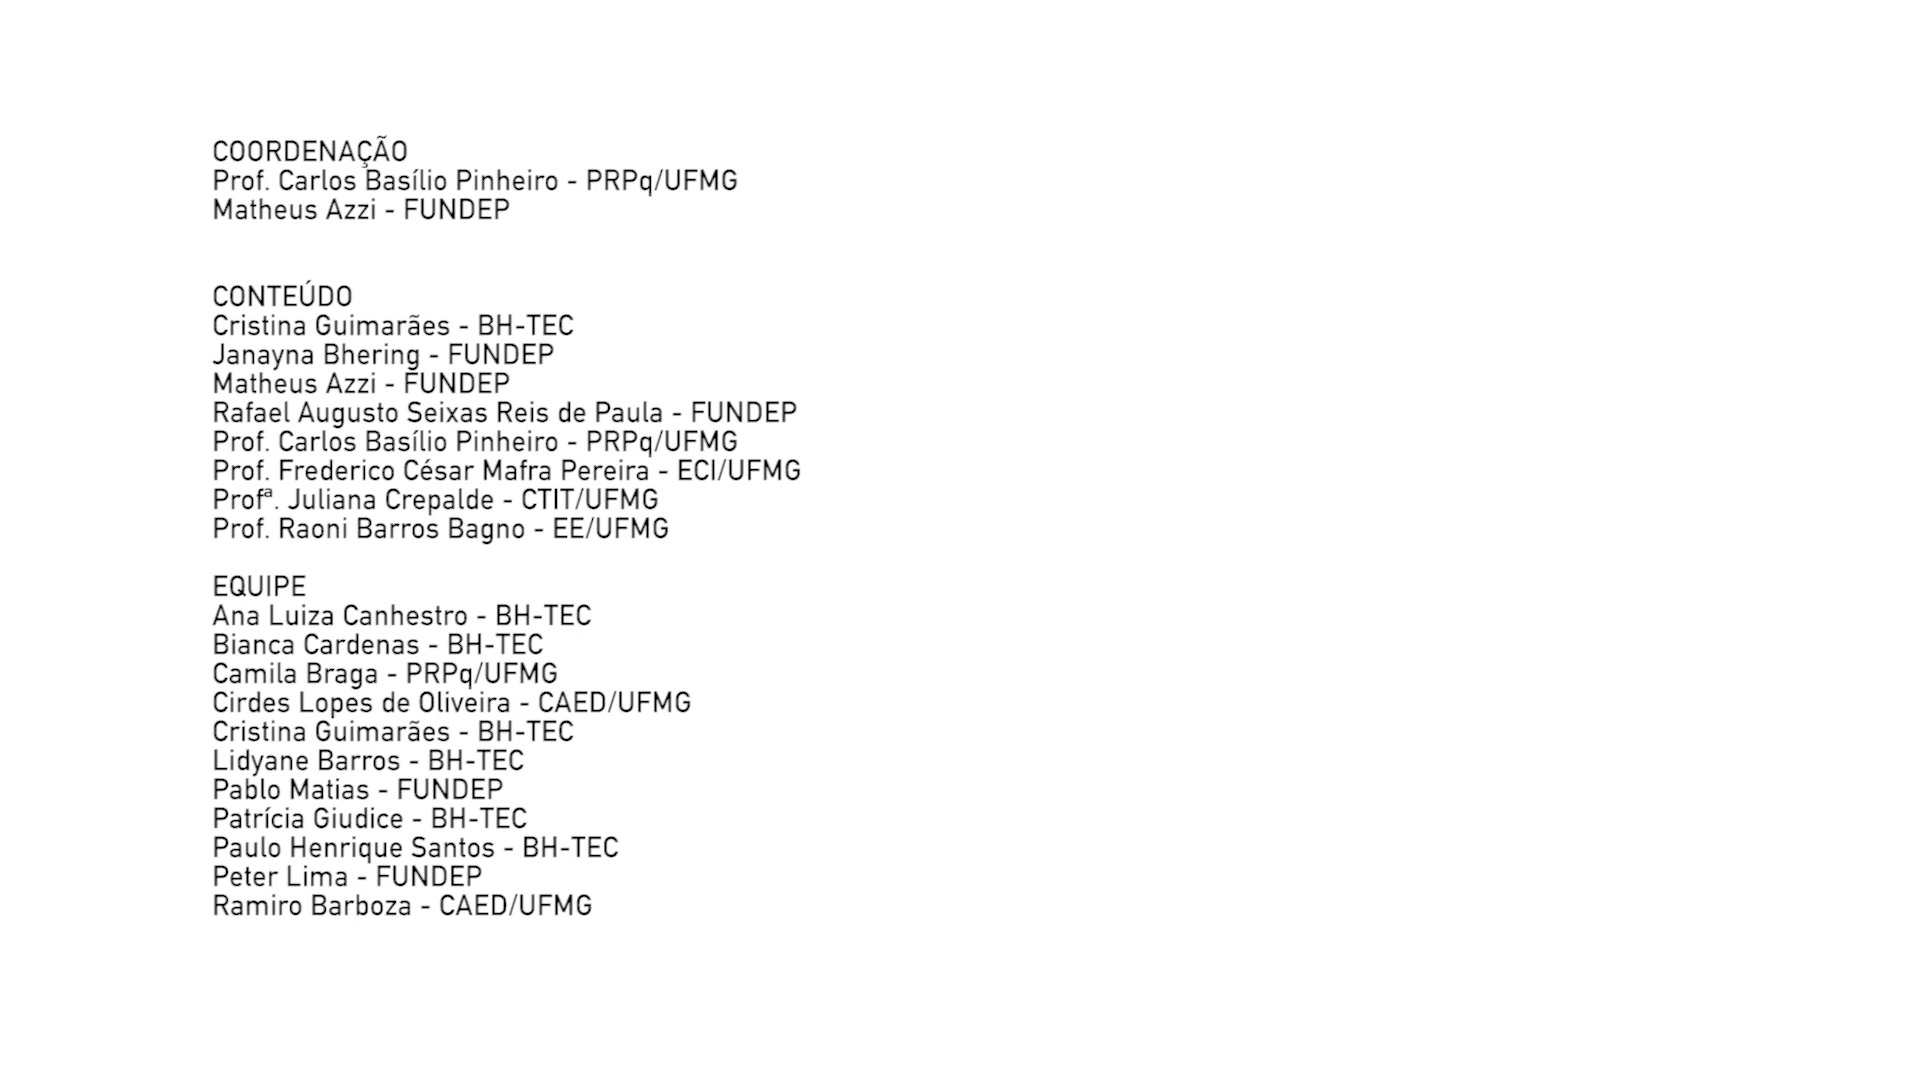 COORDENAÇÃO
Prof. Carlos Basílio Pinheiro - PRPq/UFMG
Matheus Azzi - FUNDEP
CONTEÚDO
Cristina Guimarães - BH-TEC
Janayna Bhering - FUNDEP
Matheus Azzi - FUNDEP
Rafael Augusto Seixas Reis de Paula - FUNDEP
Prof. Carlos Basílio Pinheiro - PRPq/UFMG
Prof. Frederico César Mafra Pereira - ECI/UFMG
Profª. Juliana Crepalde - CTIT/UFMG
Prof. Raoni Barros Bagno - EE/UFMG
EQUIPE
Ana Luiza Canhestro - BH-TEC
Bianca Cardenas - BH-TEC
Camila Braga - PRPq/UFMG
Cirdes Lopes de Oliveira - CAED/UFMG
Cristina Guimarães - BH-TEC
Lidyane Barros - BH-TEC
Pablo Matias - FUNDEP
Patrícia Giudice - BH-TEC
Paulo Henrique Santos - BH-TEC
Peter Lima - FUNDEP
Ramiro Barboza - CAED/UFMG